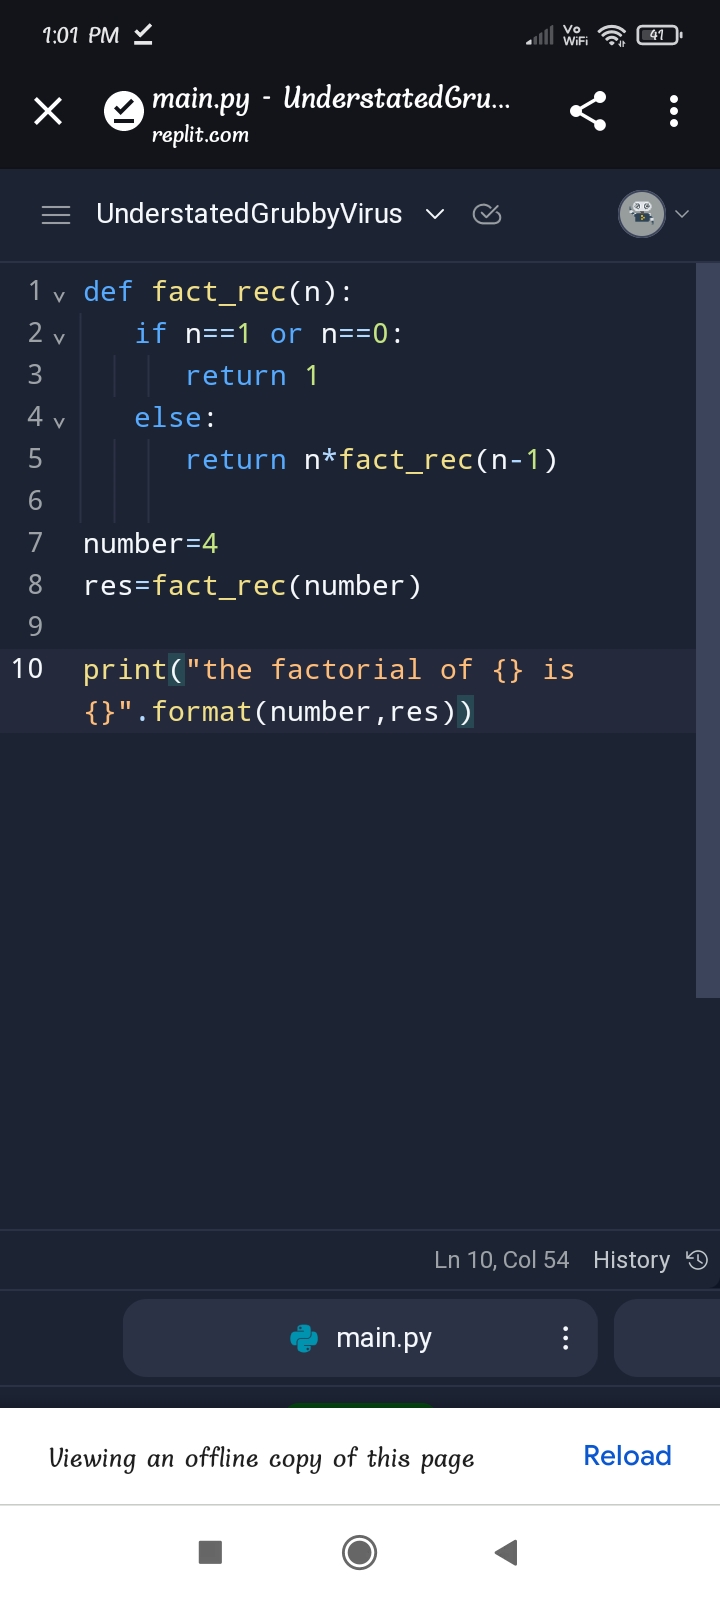 1:01 PM
Vo WiFi
41
main.py - UnderstatedGru...
replit.com
UnderstatedGrubbyVirus
1 def fact_rec(n):
2    if n==1 or n==0:
3       return 1
4    else:
5       return n*fact_rec(n-1)
6
7 number=4
8 res=fact_rec(number)
9
10 print("the factorial of {} is
{}".format(number,res))
Ln 10, Col 54 History
main.py
Viewing an offline copy of this page Reload